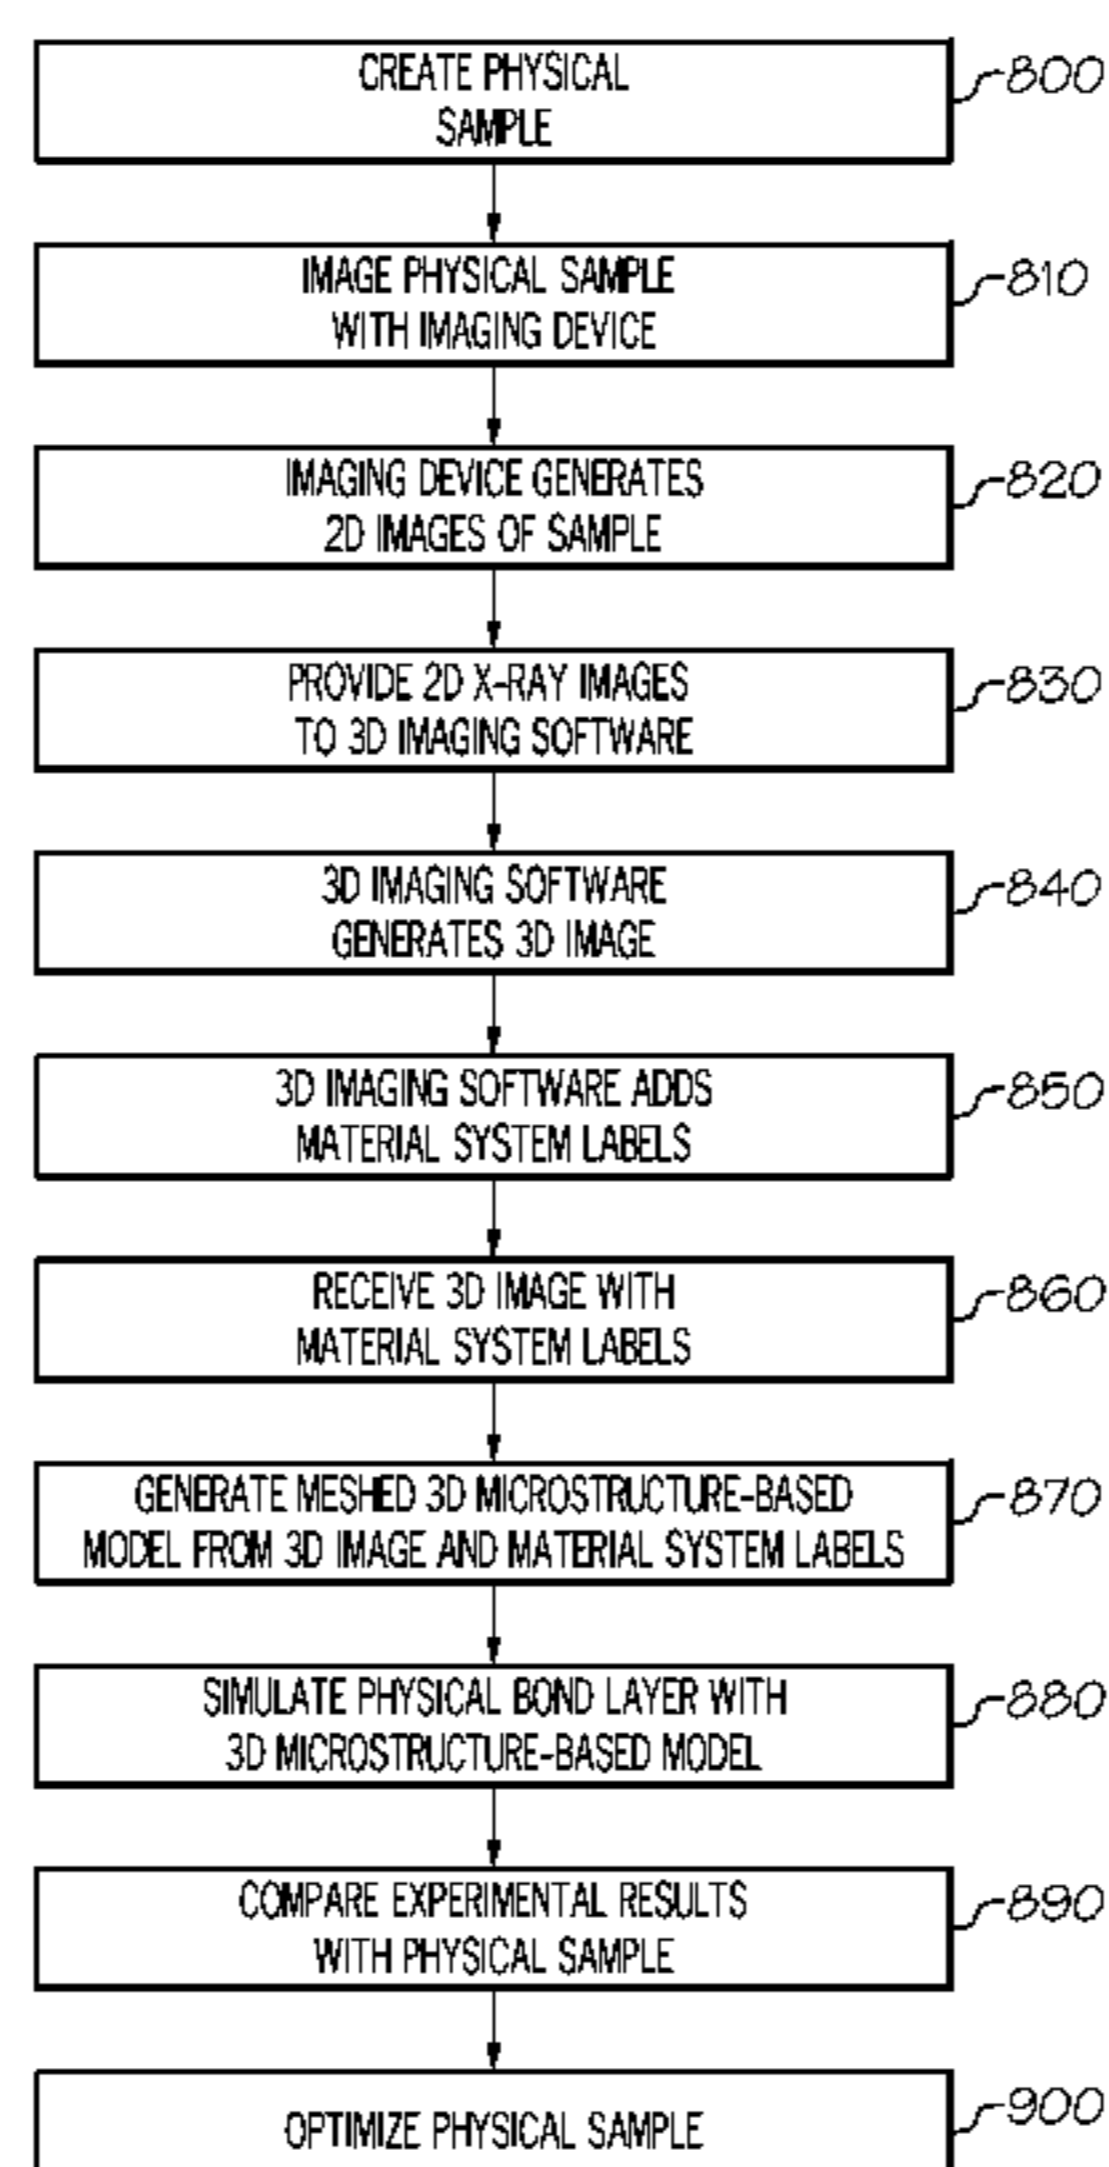 CREATE PHYSICAL
SAMPLE
800
IMAGE PHYSICAL SAMPLE
WITH IMAGING DEVICE
810
IMAGING DEVICE GENERATES
2D IMAGES OF SAMPLE
820
PROVIDE 2D X-RAY IMAGES
TO 3D IMAGING SOFTWARE
830
3D IMAGING SOFTWARE
GENERATES 3D IMAGE
840
3D IMAGING SOFTWARE ADDS
MATERIAL SYSTEM LABELS
850
RECEIVE 3D IMAGE WITH
MATERIAL SYSTEM LABELS
860
GENERATE MESHED 3D MICROSTRUCTURE-BASED
MODEL FROM 3D IMAGE AND MATERIAL SYSTEM LABELS
870
SIMULATE PHYSICAL BOND LAYER WITH
3D MICROSTRUCTURE-BASED MODEL
880
COMPARE EXPERIMENTAL RESULTS
WITH PHYSICAL SAMPLE
890
OPTIMIZE PHYSICAL SAMPLE
900